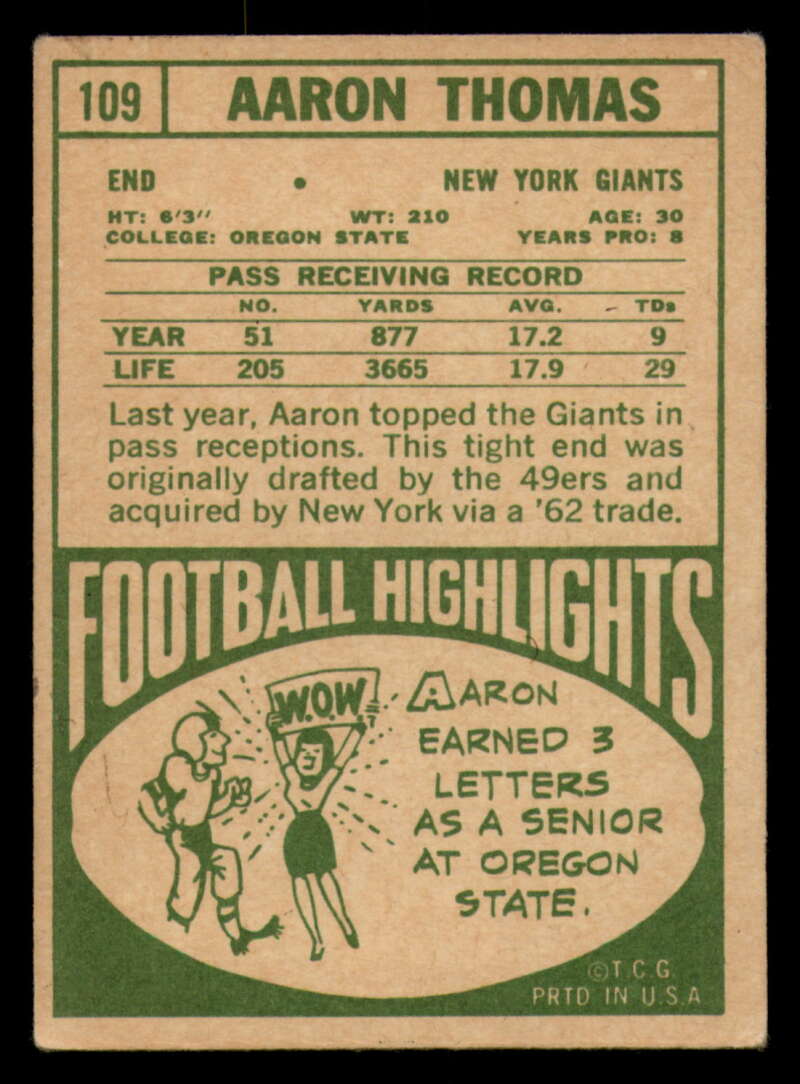 109 AARON THOMAS
END • NEW YORK GIANTS
HT: 6'3" WT: 210 AGE: 30
COLLEGE: OREGON STATE YEARS PRO: 8
PASS RECEIVING RECORD
NO. YARDS AVG. TDs
YEAR 51 877 17.2 9
LIFE 205 3665 17.9 29
Last year, Aaron topped the Giants in
pass receptions. This tight end was
originally drafted by the 49ers and
acquired by New York via a '62 trade.
FOOTBALL HIGHLIGHTS
W.O.W
AARON
EARNED 3
LETTERS
AS A SENIOR
AT OREGON
STATE.
©T.C.G.
PRTD IN U.S.A